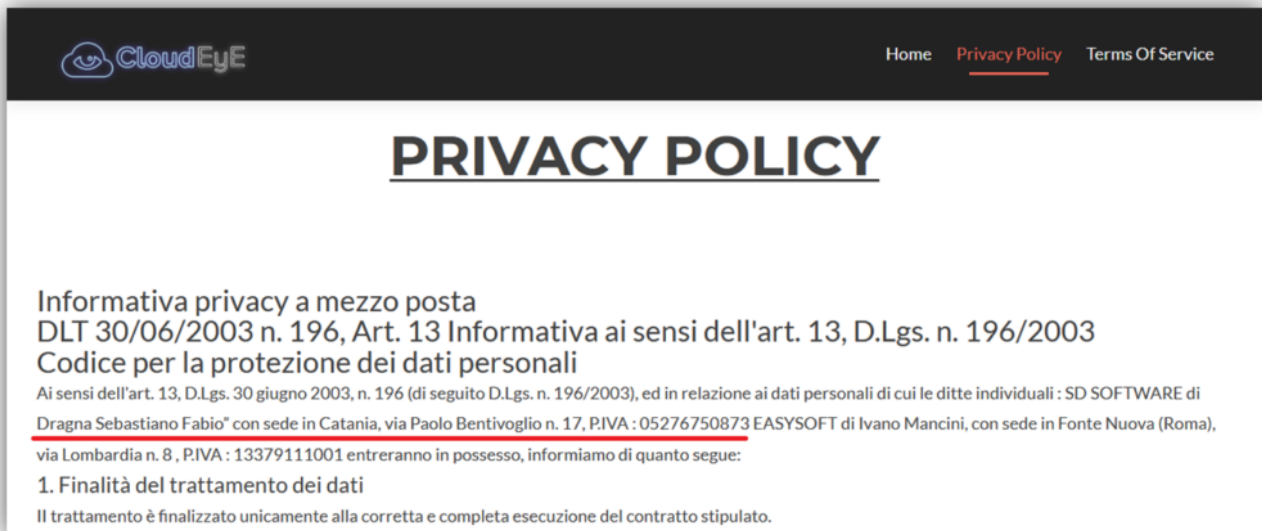 CloudEyE
Home Privacy Policy Terms Of Service
PRIVACY POLICY
Informativa privacy a mezzo posta
DLT 30/06/2003 n. 196, Art. 13 Informativa ai sensi dell'art. 13, D.Lgs. n. 196/2003
Codice per la protezione dei dati personali
Ai sensi dell'art. 13, D.Lgs. 30 giugno 2003, n. 196 (di seguito D.Lgs. n. 196/2003), ed in relazione ai dati personali di cui le ditte individuali : SD SOFTWARE di
Dragna Sebastiano Fabio" con sede in Catania, via Paolo Bentivoglio n. 17, P.IVA : 05276750873 EASYSOFT di Ivano Mancini, con sede in Fonte Nuova (Roma),
via Lombardia n. 8 , P.IVA : 13379111001 entreranno in possesso, informiamo di quanto segue:
1. Finalità del trattamento dei dati
Il trattamento è finalizzato unicamente alla corretta e completa esecuzione del contratto stipulato.